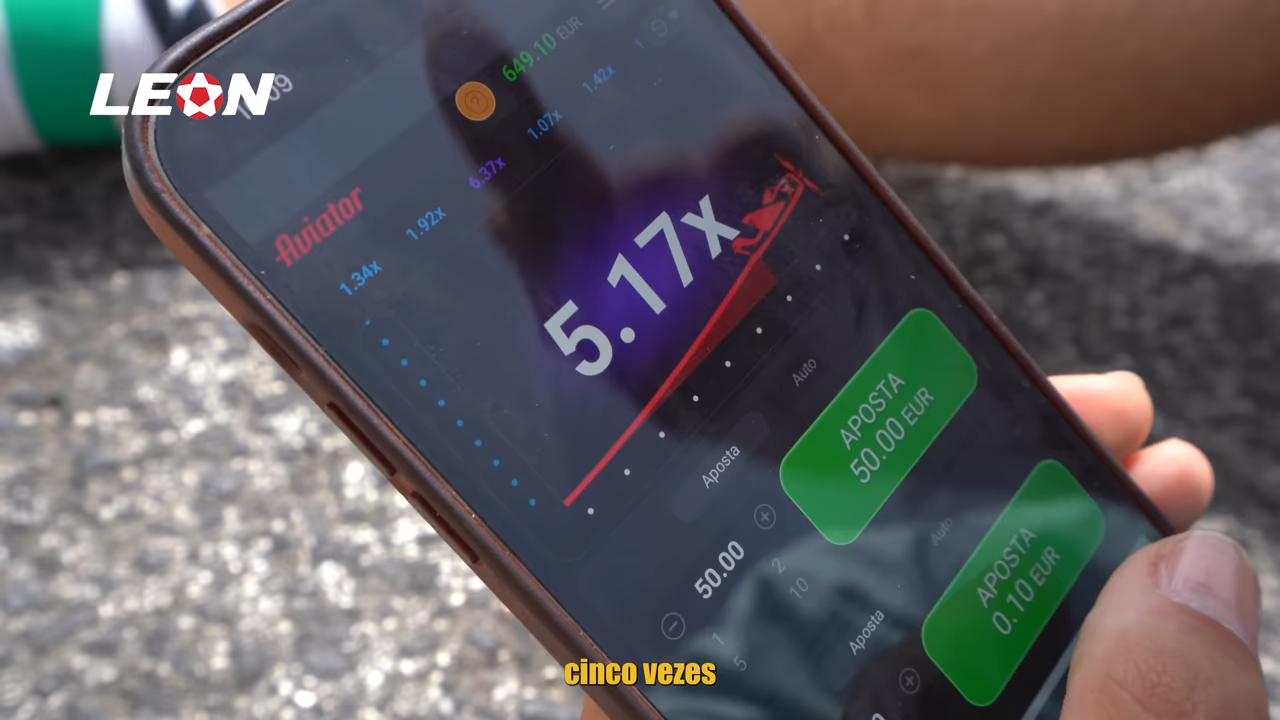 LEON
649.10 EUR
Aviator
1.34x
1.92x
6.37x
1.07x
1.42x
5.17x
Aposta
Auto
50.00
1
2
5
10
APOSTA
50.00 EUR
Aposta
Auto
APOSTA
0.10 EUR
cinco vezes